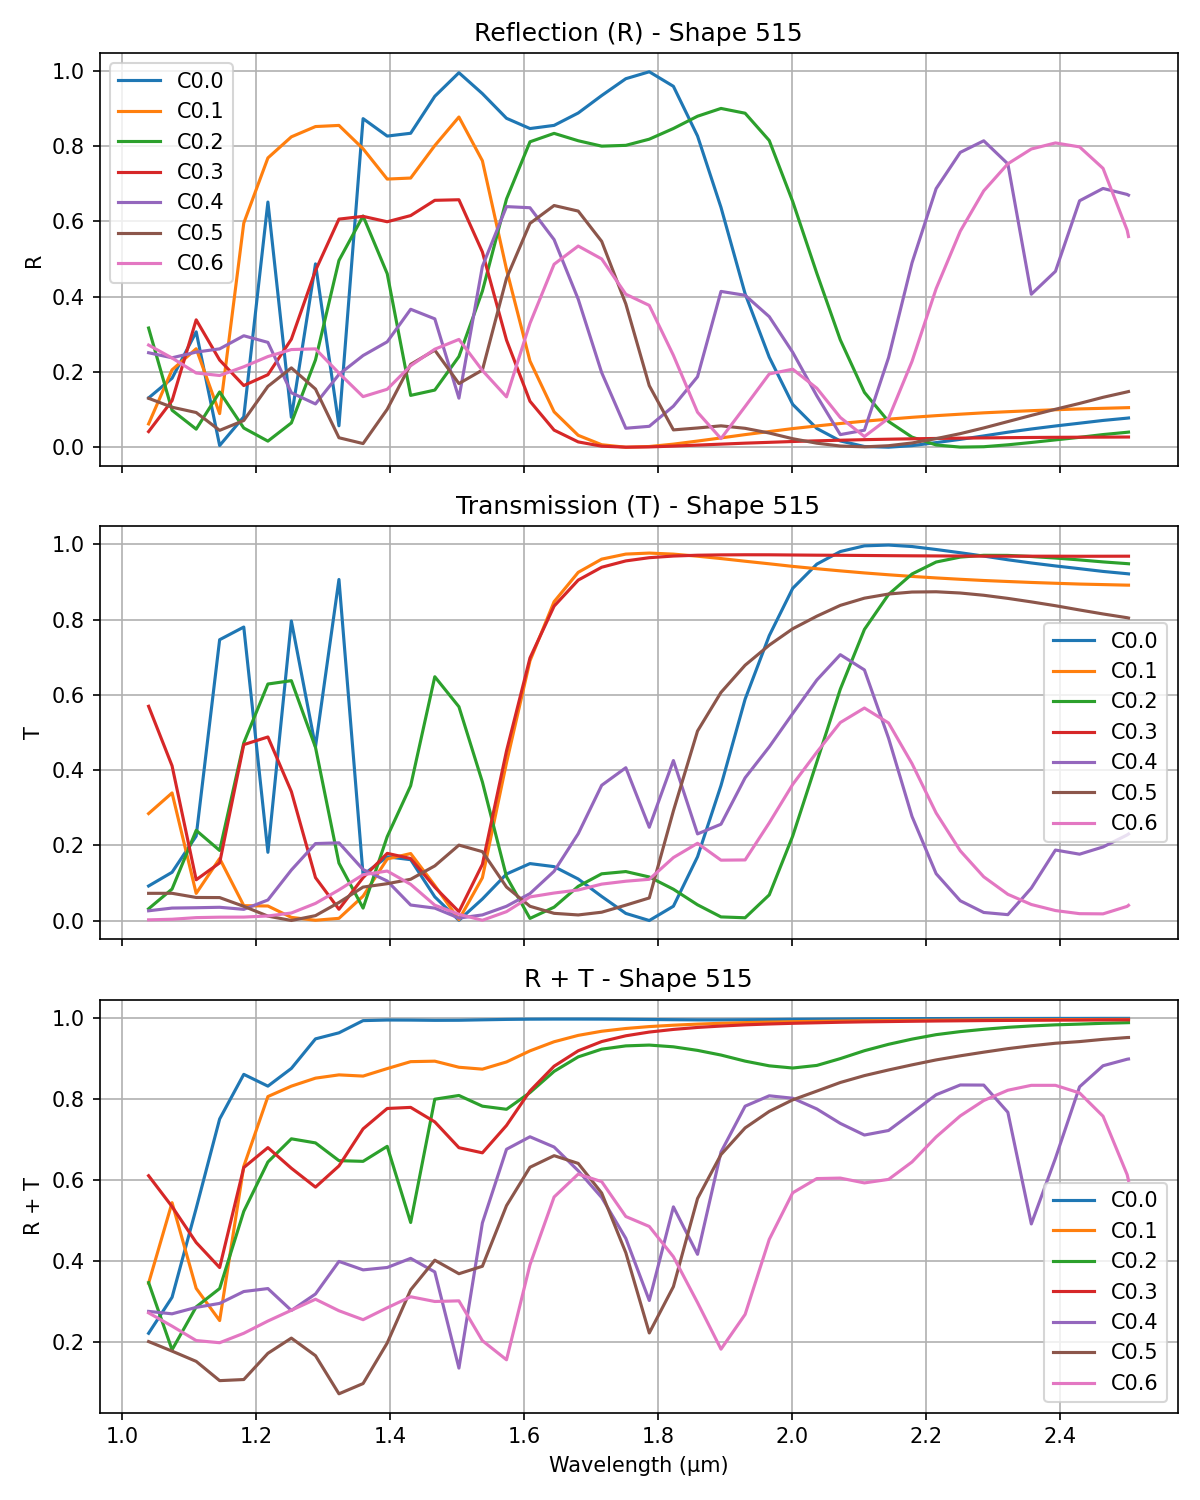 Reflection (R) - Shape 515
1.0
0.8
0.6
0.4
0.2
0.0
R
C0.0
C0.1
C0.2
C0.3
C0.4
C0.5
C0.6
Transmission (T) - Shape 515
1.0
0.8
0.6
0.4
0.2
0.0
T
C0.0
C0.1
C0.2
C0.3
C0.4
C0.5
C0.6
R + T - Shape 515
1.0
0.8
0.6
0.4
0.2
R + T
C0.0
C0.1
C0.2
C0.3
C0.4
C0.5
C0.6
1.0 1.2 1.4 1.6 1.8 2.0 2.2 2.4
Wavelength (μm)